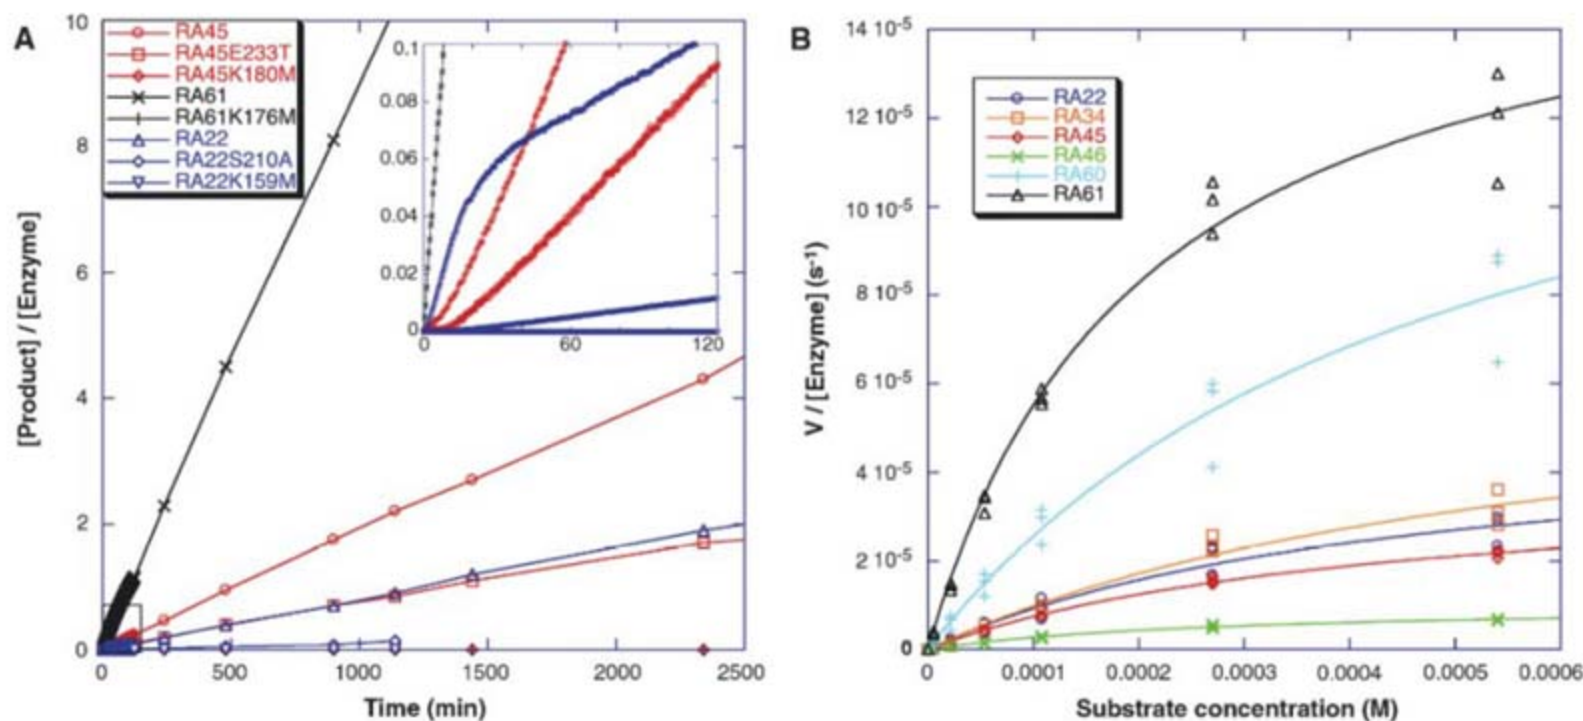 A
10
8
6
4
2
0
[Product] / [Enzyme]
RA45
RA45E233T
RA45K180M
RA61
RA61K176M
RA22
RA22S210A
RA22K159M
0.1
0.08
0.06
0.04
0.02
0
0 60 120
0 500 1000 1500 2000 2500
Time (min)
B
14 10-5
12 10-5
10 10-5
8 10-5
6 10-5
4 10-5
2 10-5
0
V / [Enzyme] (s-1)
RA22
RA34
RA45
RA46
RA60
RA61
0 0.0001 0.0002 0.0003 0.0004 0.0005 0.0006
Substrate concentration (M)